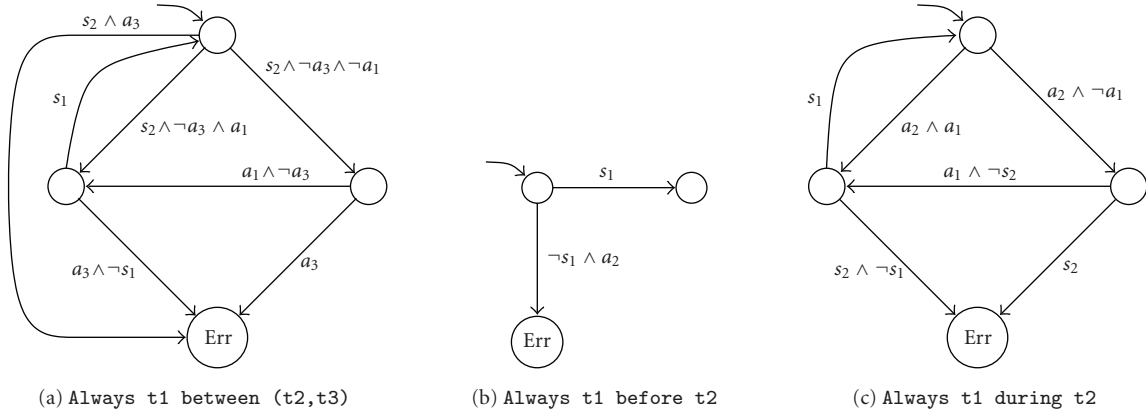 s₂ ∧ a₃
s₂ ∧ ¬a₃ ∧ ¬a₁
s₁
s₂ ∧ ¬a₃ ∧ a₁
a₁ ∧ ¬a₃
a₃ ∧ ¬s₁
a₃
Err
(a) Always t1 between (t2,t3)
s₁
¬s₁ ∧ a₂
Err
(b) Always t1 before t2
a₂ ∧ ¬a₁
s₁
a₂ ∧ a₁
a₁ ∧ ¬s₂
s₂ ∧ ¬s₁
s₂
Err
(c) Always t1 during t2